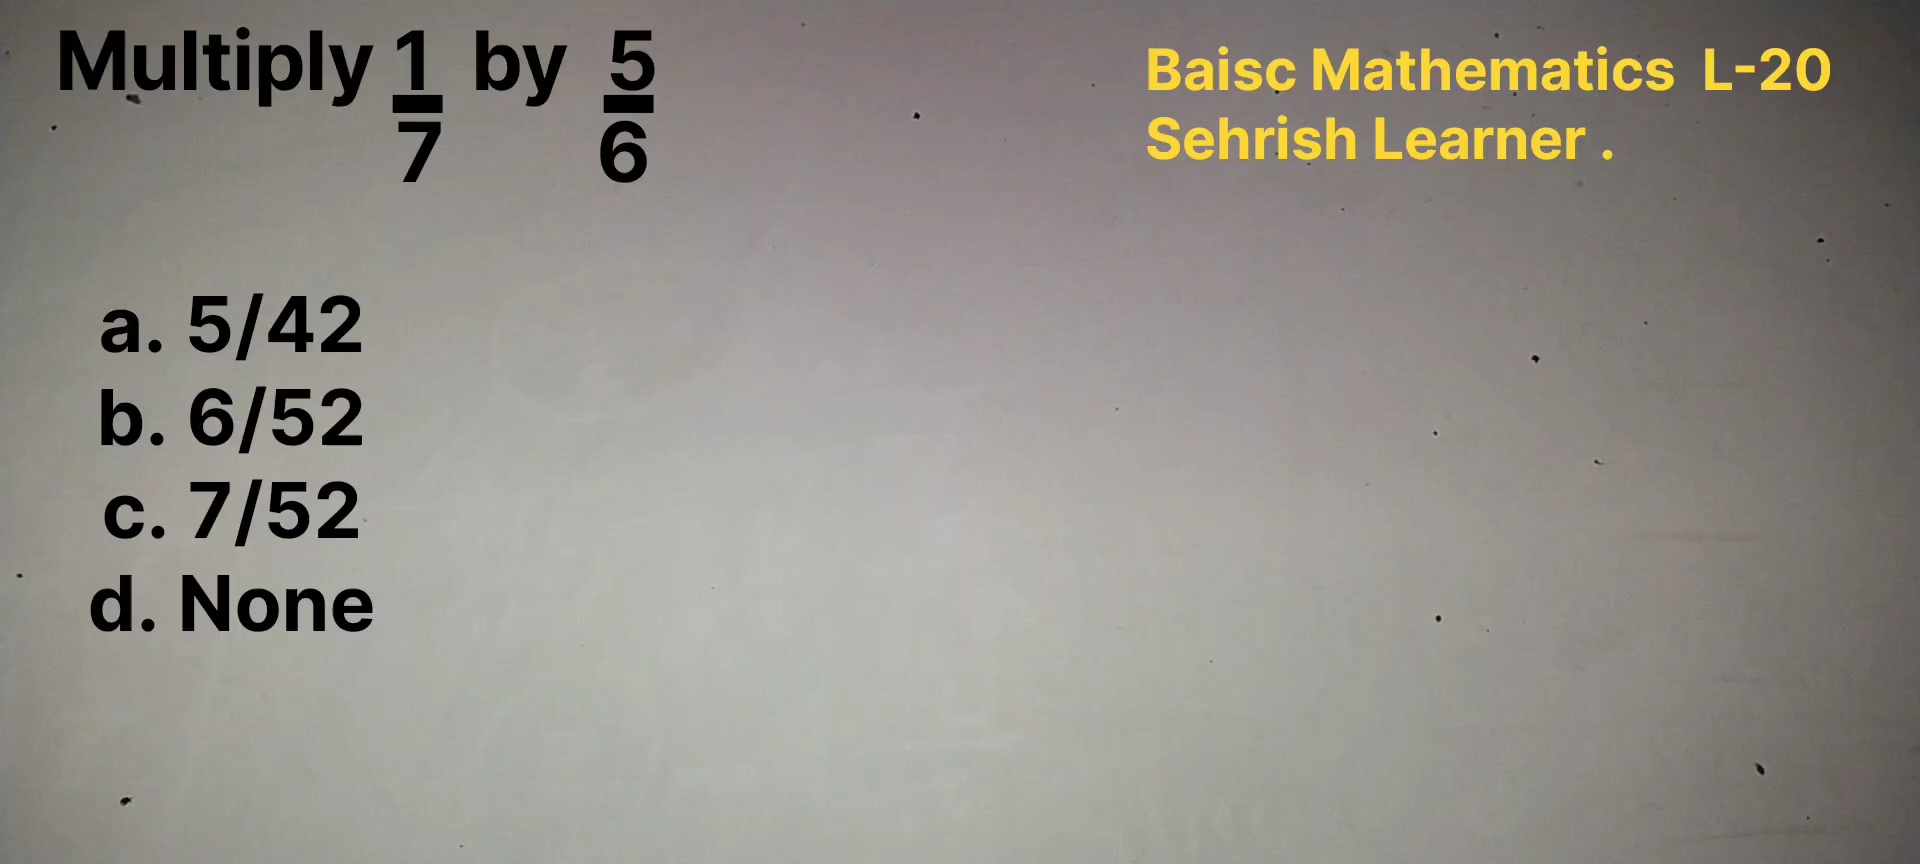 Multiply 1/7 by 5/6
Baisc Mathematics L-20
Sehrish Learner .
a. 5/42
b. 6/52
c. 7/52
d. None